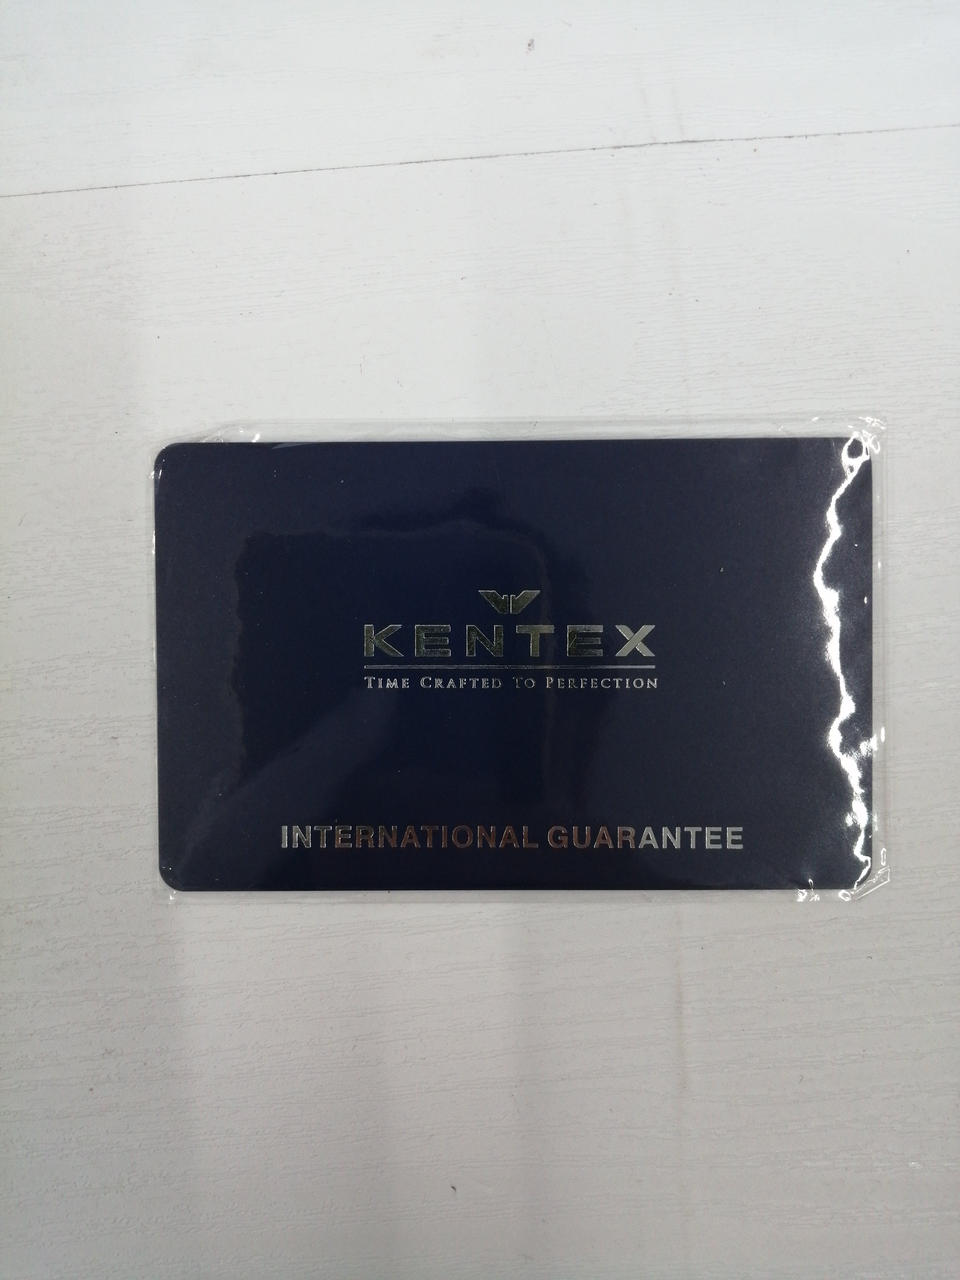 KENTEX
TIME CRAFTED TO PERFECTION
INTERNATIONAL GUARANTEE